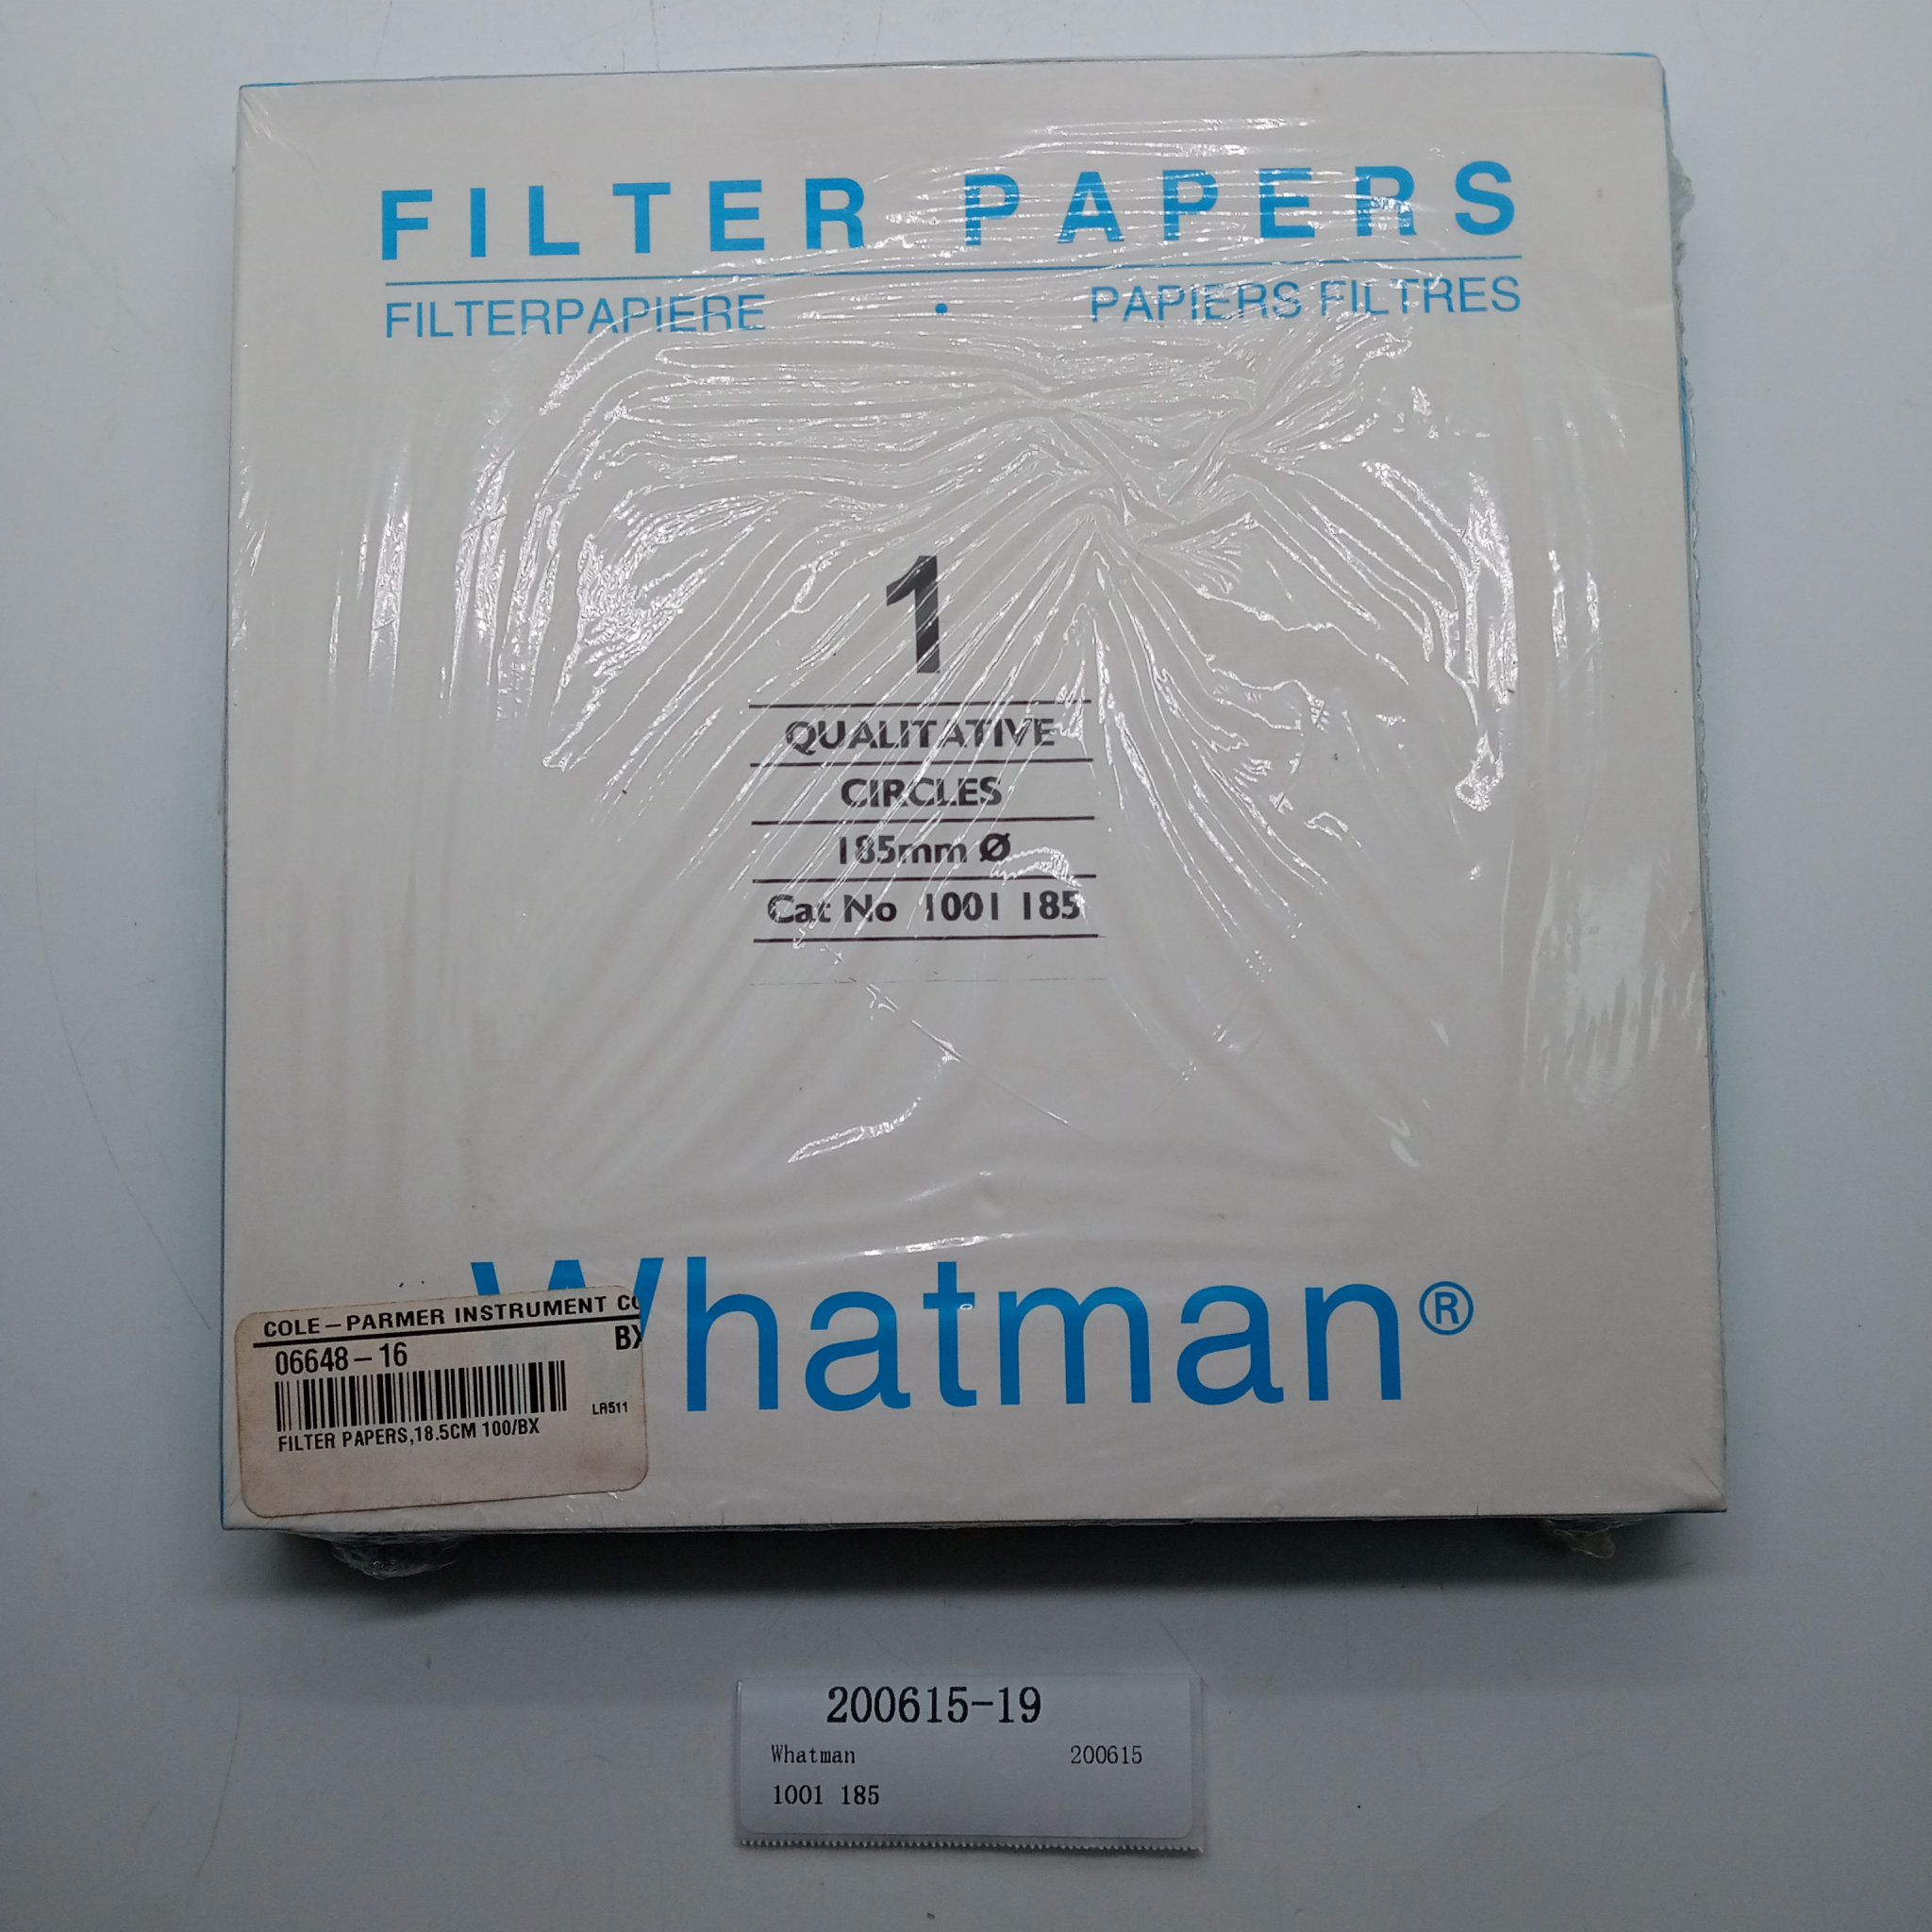 FILTER PAPERS
FILTERPAPIERE • PAPIERS FILTRES
1
QUALITATIVE
CIRCLES
185mm Ø
Cat No 1001 185
Whatman®
COLE-PARMER INSTRUMENT CO
BX
06648-16
LR511
FILTER PAPERS,18.5CM 100/BX
200615-19
Whatman 200615
1001 185